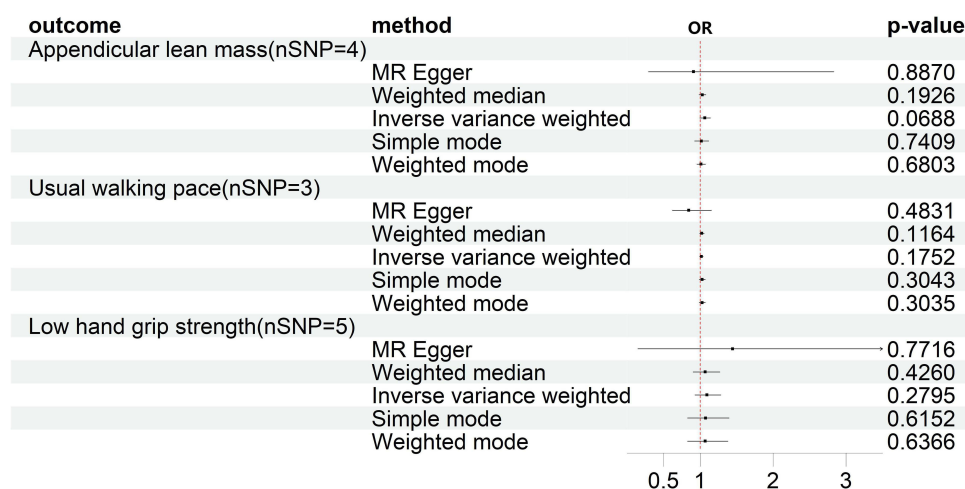 outcome method OR p-value
Appendicular lean mass(nSNP=4)
MR Egger 0.8870
Weighted median 0.1926
Inverse variance weighted 0.0688
Simple mode 0.7409
Weighted mode 0.6803
Usual walking pace(nSNP=3)
MR Egger 0.4831
Weighted median 0.1164
Inverse variance weighted 0.1752
Simple mode 0.3043
Weighted mode 0.3035
Low hand grip strength(nSNP=5)
MR Egger 0.7716
Weighted median 0.4260
Inverse variance weighted 0.2795
Simple mode 0.6152
Weighted mode 0.6366
0.5 1 2 3